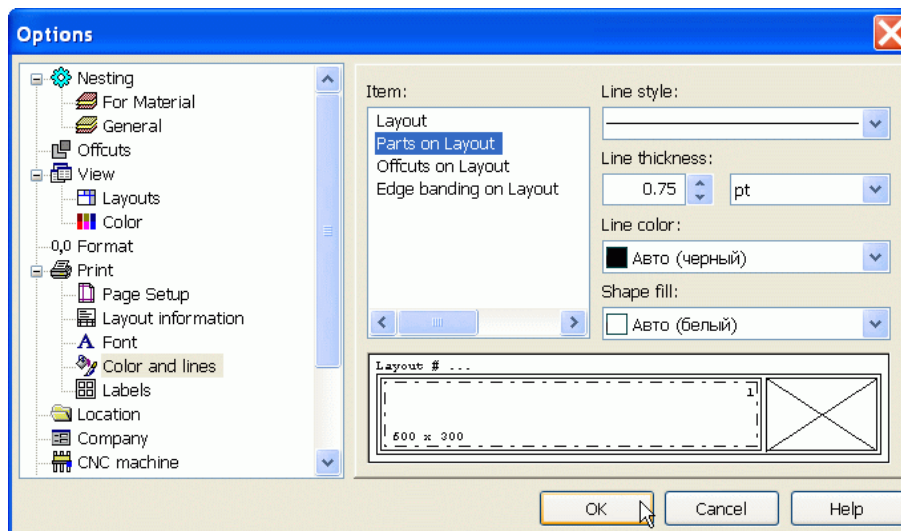 Options
Nesting
For Material
General
Offcuts
View
Layouts
Color
0,0 Format
Print
Page Setup
Layout information
A Font
Color and lines
Labels
Location
Company
CNC machine
Item:
Layout
Parts on Layout
Offcuts on Layout
Edge banding on Layout
Line style:
Line thickness:
0.75 pt
Line color:
Авто (черный)
Shape fill:
Авто (белый)
Layout # ...
1
600 x 300
OK Cancel Help